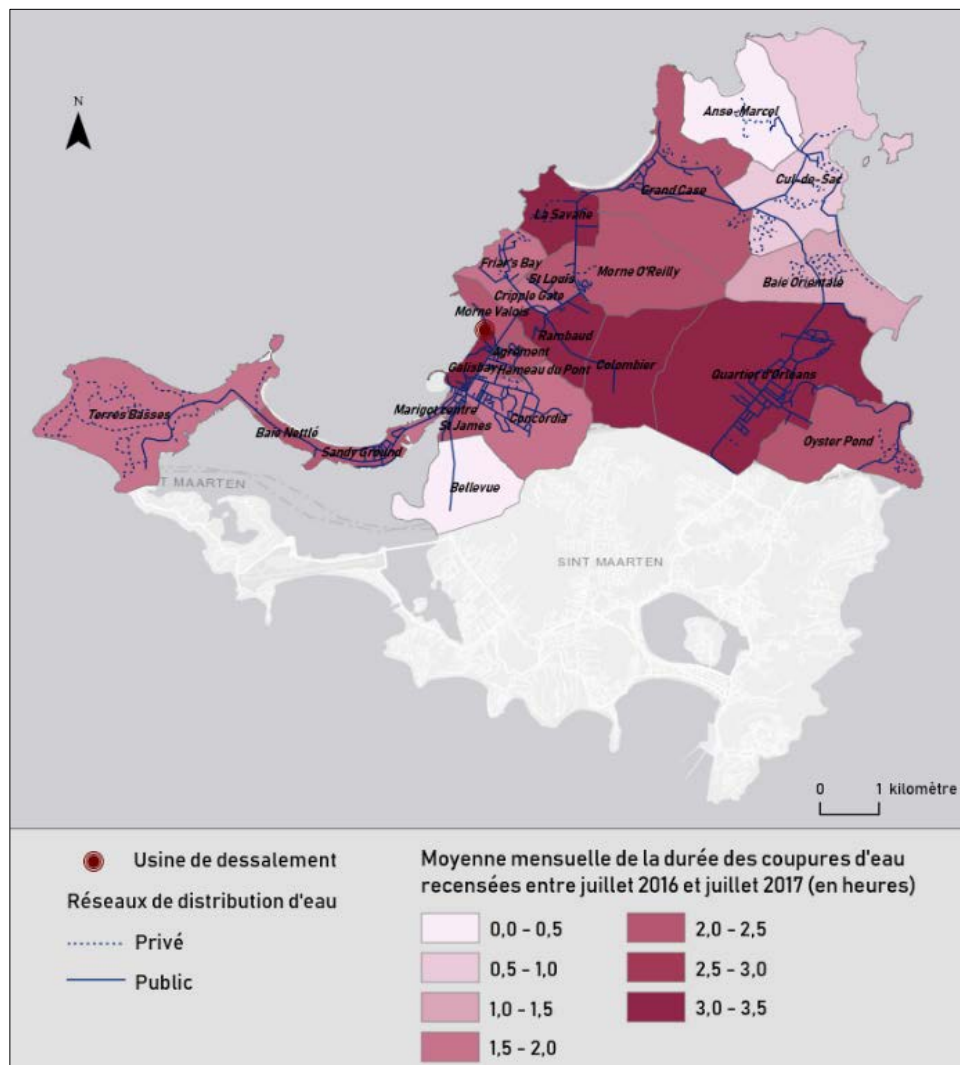 N
Anse-Marcel
Cul-de-Sac
Grand Case
La Savane
Friar's Bay
St Louis
Morne O'Reilly
Baie Orientale
Cripple Gate
Morne Valois
Rambaud
Agrément
Galisbay
Hameau du Pont
Colombier
Quartier d'Orléans
Terres Basses
Marigot centre
Concordia
Baie Nettlé
St James
Oyster Pond
Sandy Ground
T MAARTEN
Bellevue
SINT MAARTEN
0 1 kilomètre
Usine de dessalement
Réseaux de distribution d'eau
Privé
Public
Moyenne mensuelle de la durée des coupures d'eau
recensées entre juillet 2016 et juillet 2017 (en heures)
0,0 – 0,5
0,5 – 1,0
1,0 – 1,5
1,5 – 2,0
2,0 – 2,5
2,5 – 3,0
3,0 – 3,5